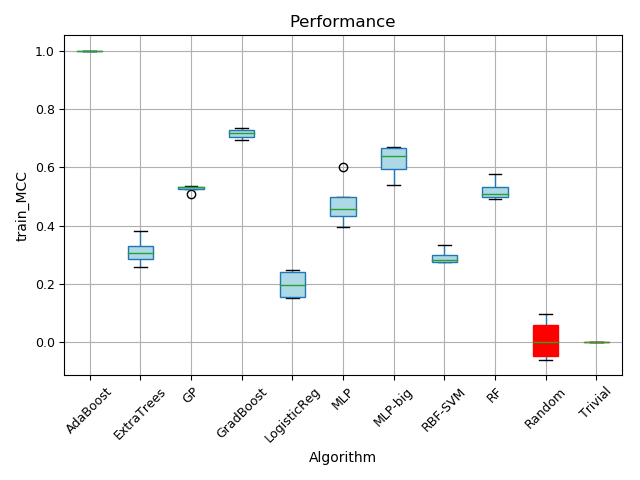 Performance
train_MCC
1.0
0.8
0.6
0.4
0.2
0.0
AdaBoost
ExtraTrees
GP
GradBoost
LogisticReg
MLP
MLP-big
RBF-SVM
RF
Random
Trivial
Algorithm